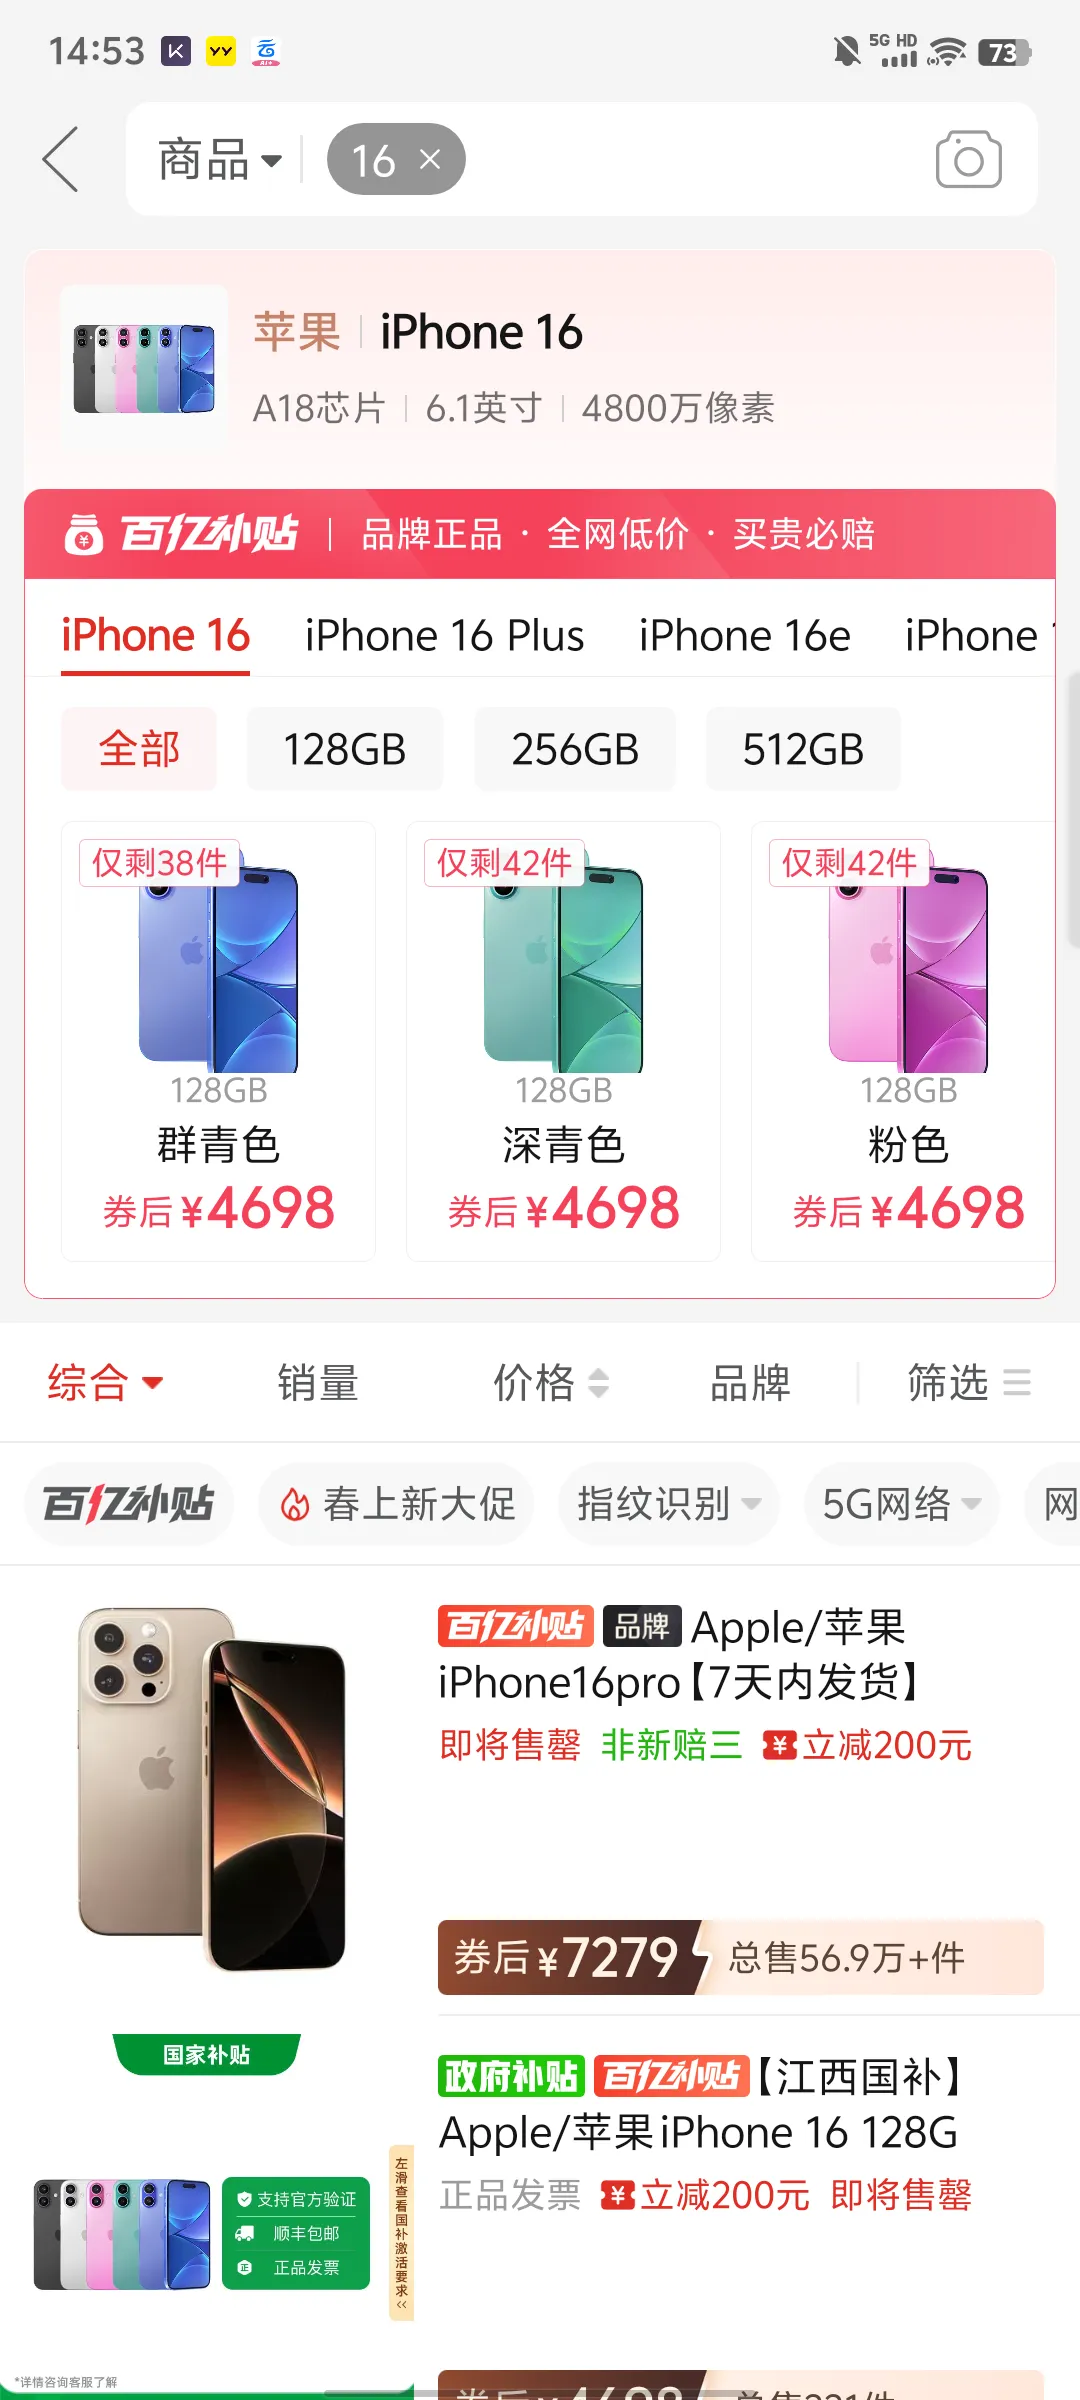 14:53
5G HD
73
商品
16 ×
苹果 | iPhone 16
A18芯片 | 6.1英寸 | 4800万像素
百亿补贴 | 品牌正品 · 全网低价 · 买贵必赔
iPhone 16 iPhone 16 Plus iPhone 16e iPhone
全部 128GB 256GB 512GB
仅剩38件 仅剩42件 仅剩42件
128GB 128GB 128GB
群青色 深青色 粉色
券后¥4698 券后¥4698 券后¥4698
综合 销量 价格 品牌 筛选
百亿补贴 春上新大促 指纹识别 5G网络 网
百亿补贴 品牌 Apple/苹果
iPhone16pro【7天内发货】
即将售罄 非新赔三 ¥立减200元
券后¥7279 总售56.9万+件
国家补贴
政府补贴 百亿补贴【江西国补】
Apple/苹果iPhone 16 128G
正品发票 ¥立减200元 即将售罄
支持官方验证
顺丰包邮
正 正品发票
左滑查看国补激活要求
*详情咨询客服了解
券后¥4698 总售221件